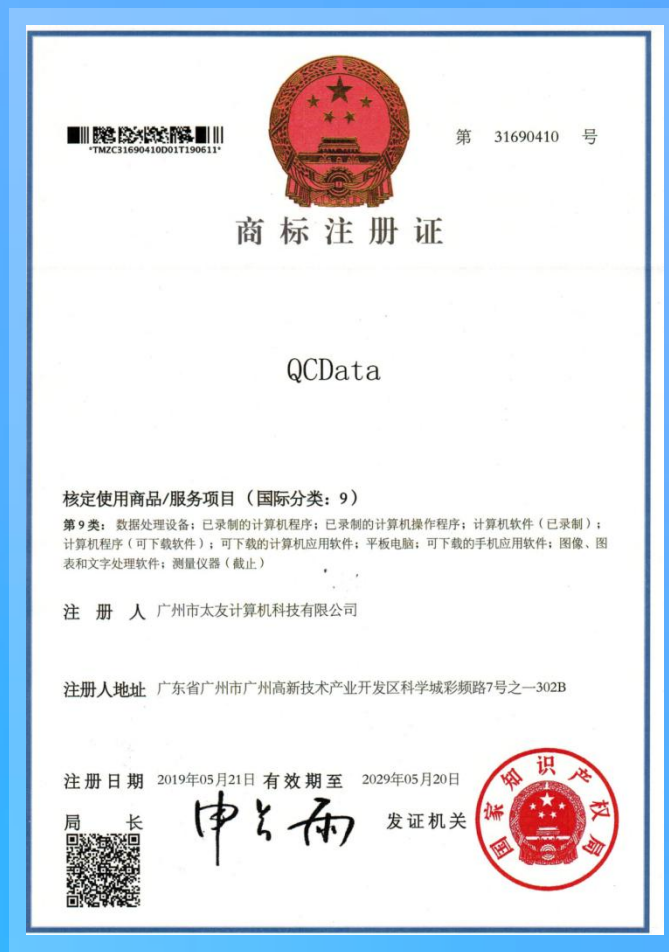 *TMZC31690410D01T190611*
第 31690410 号
商标注册证
QCData
核定使用商品/服务项目（国际分类：9）
第9类：数据处理设备；已录制的计算机程序；已录制的计算机操作程序；计算机软件（已录制）；
计算机程序（可下载软件）；可下载的计算机应用软件；平板电脑；可下载的手机应用软件；图像、图
表和文字处理软件；测量仪器（截止）
注册人 广州市太友计算机科技有限公司
注册人地址 广东省广州市广州高新技术产业开发区科学城彩频路7号之一302B
注册日期 2019年05月21日 有效期至 2029年05月20日
局长 申长雨 发证机关
国家知识产权局